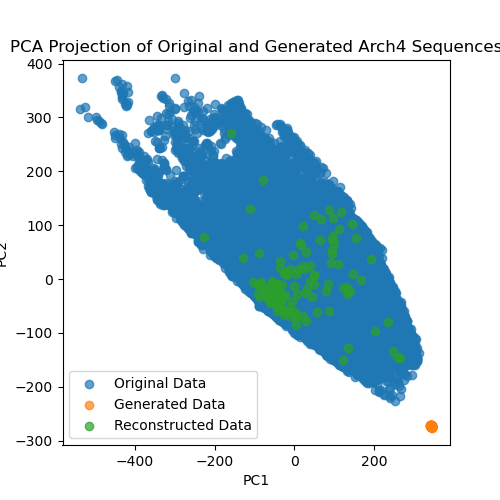 PCA Projection of Original and Generated Arch4 Sequences
400
300
200
100
0
−100
−200
−300
PC2
Original Data
Generated Data
Reconstructed Data
−400
−200
0
200
PC1